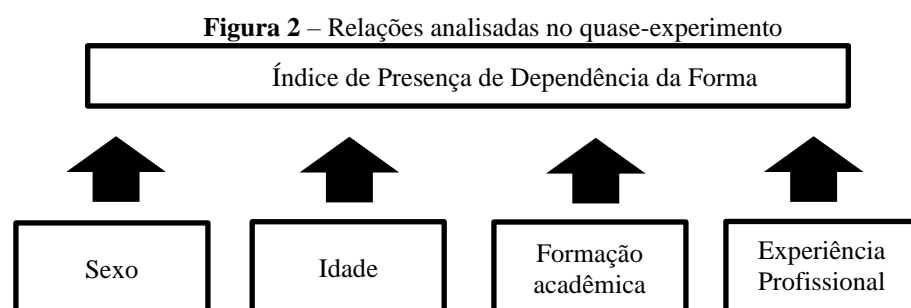 Figura 2 – Relações analisadas no quase-experimento
Índice de Presença de Dependência da Forma
Sexo
Idade
Formação
acadêmica
Experiência
Profissional